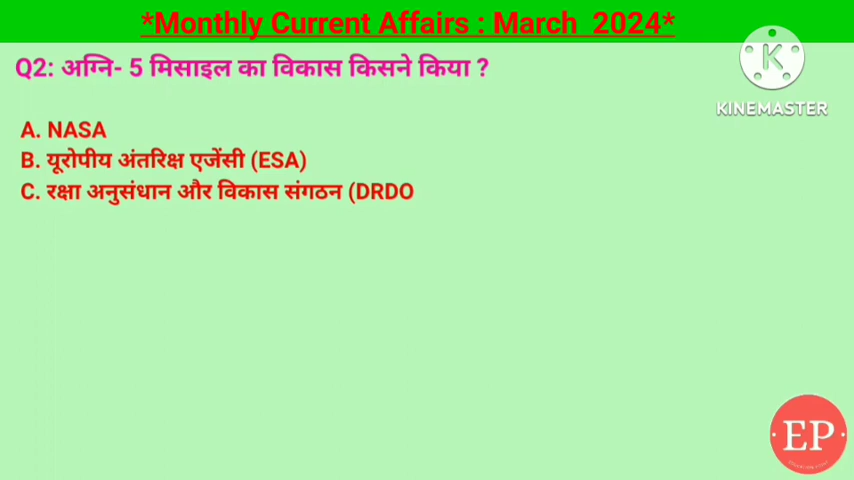 *Monthly Current Affairs : March 2024*
Q2: अग्नि- 5 मिसाइल का विकास किसने किया ?
KINEMASTER
A. NASA
B. यूरोपीय अंतरिक्ष एजेंसी (ESA)
C. रक्षा अनुसंधान और विकास संगठन (DRDO
EP